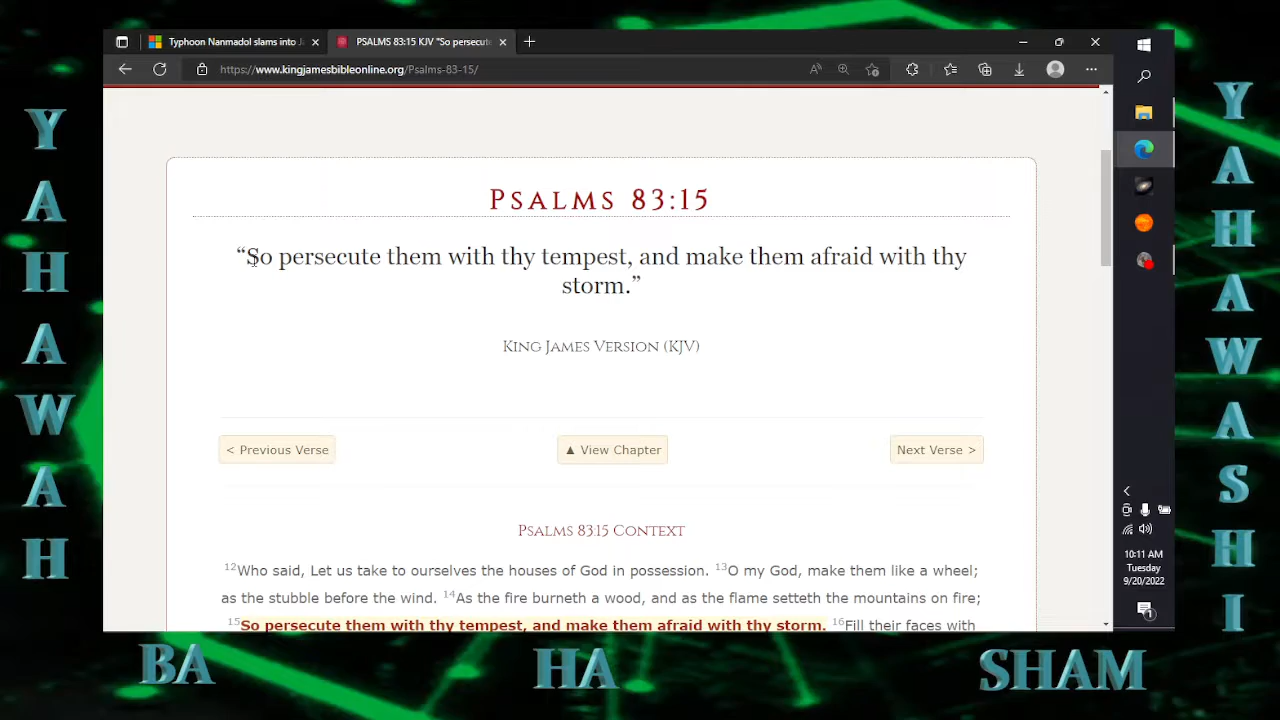 Typhoon Nanmadol slams into Ja
PSALMS 83:15 KJV "So persecut
https://www.kingjamesbibleonline.org/Psalms-83-15/
PSALMS 83:15
“So persecute them with thy tempest, and make them afraid with thy
storm.”
KING JAMES VERSION (KJV)
< Previous Verse
▲ View Chapter
Next Verse >
PSALMS 83:15 CONTEXT
12Who said, Let us take to ourselves the houses of God in possession. 13O my God, make them like a wheel;
as the stubble before the wind. 14As the fire burneth a wood, and as the flame setteth the mountains on fire;
15So persecute them with thy tempest, and make them afraid with thy storm. 16Fill their faces with
10:11 AM
Tuesday
9/20/2022
1
YAHAWAH
YAHAWASHI
BA
HA
SHAM